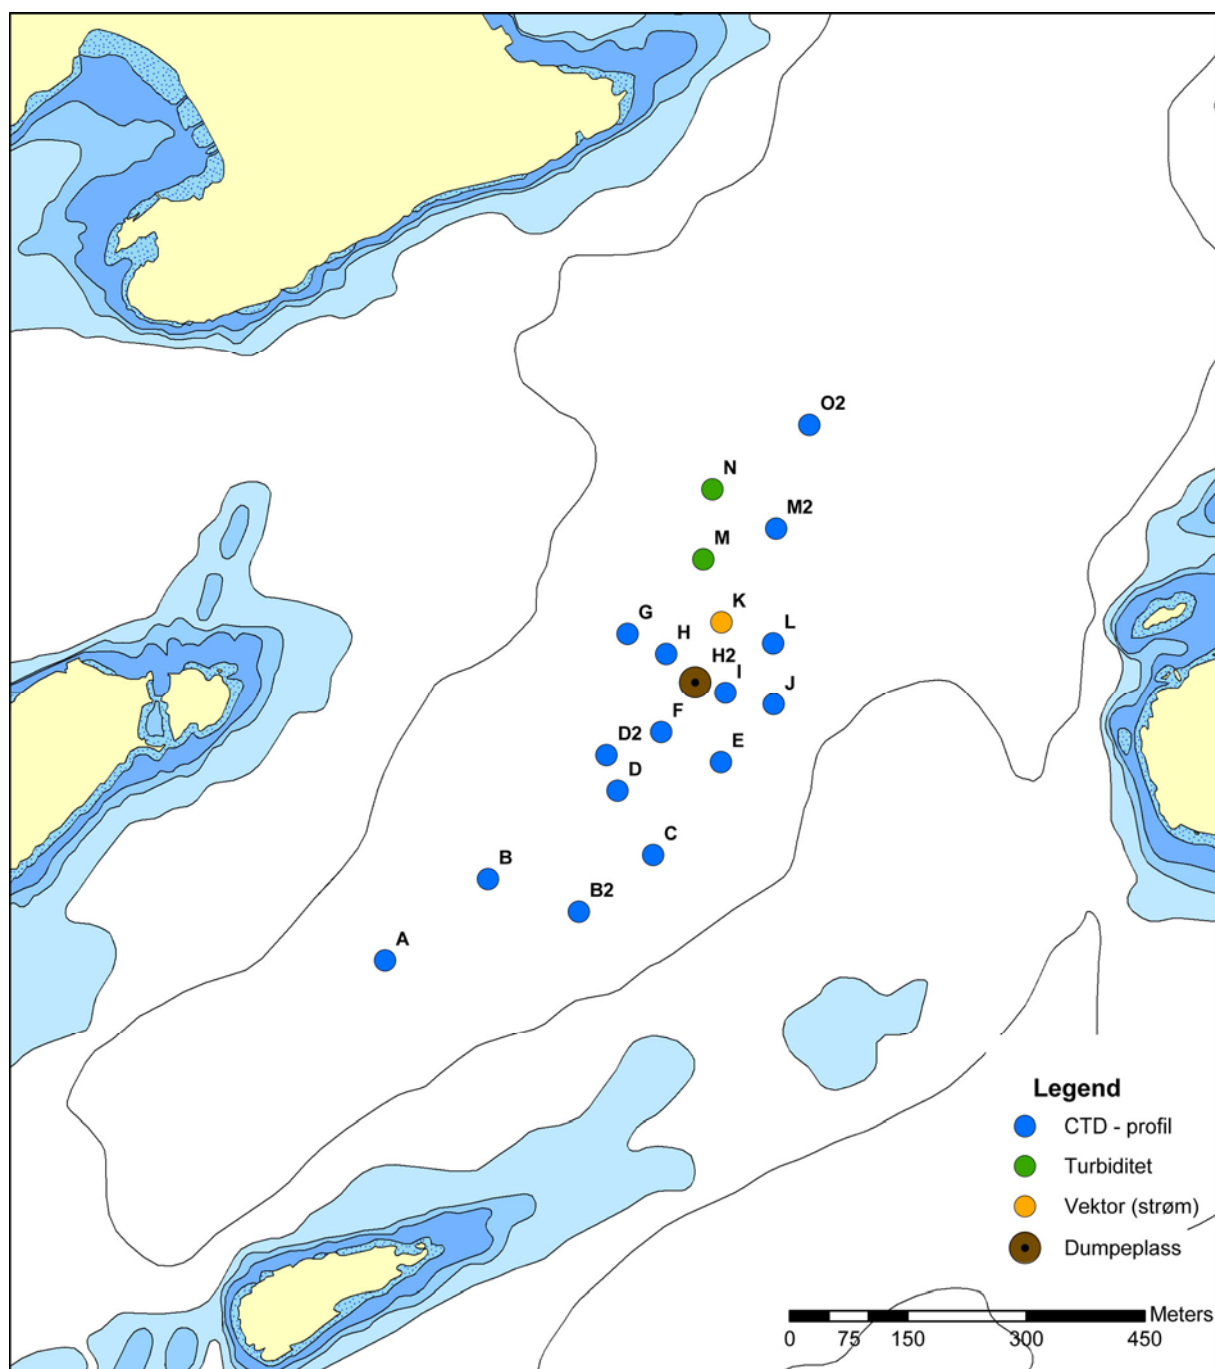 O2
N
M2
M
K
G
L
H
H2
I
J
F
D2
E
D
C
B
B2
A
Legend
CTD - profil
Turbiditet
Vektor (strøm)
Dumpeplass
Meters
0 75 150 300 450